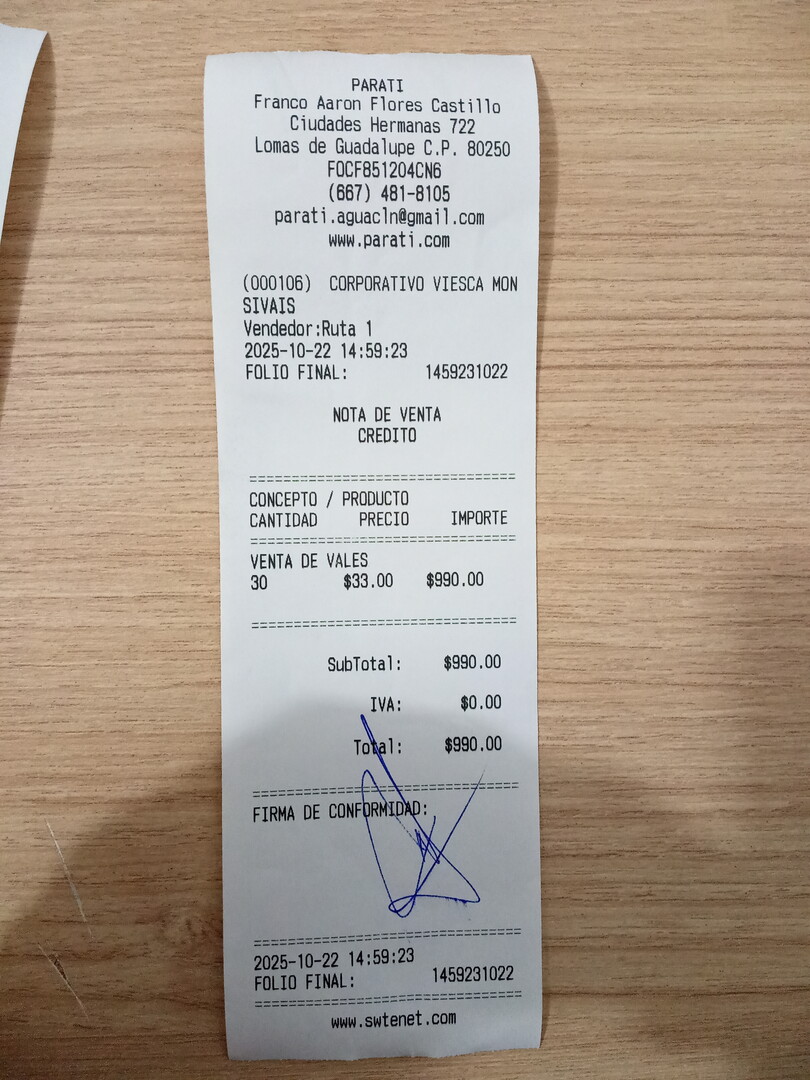 PARATI
Franco Aaron Flores Castillo
Ciudades Hermanas 722
Lomas de Guadalupe C.P. 80250
FOCF851204CN6
(667) 481-8105
parati.aguacln@gmail.com
www.parati.com
(000106) CORPORATIVO VIESCA MON
SIVAIS
Vendedor:Ruta 1
2025-10-22 14:59:23
FOLIO FINAL: 1459231022
NOTA DE VENTA
CREDITO
================================
CONCEPTO / PRODUCTO
CANTIDAD PRECIO IMPORTE
================================
VENTA DE VALES
30 $33.00 $990.00
================================
SubTotal: $990.00
IVA: $0.00
Total: $990.00
================================
FIRMA DE CONFORMIDAD:
================================
2025-10-22 14:59:23
FOLIO FINAL: 1459231022
================================
www.swtenet.com